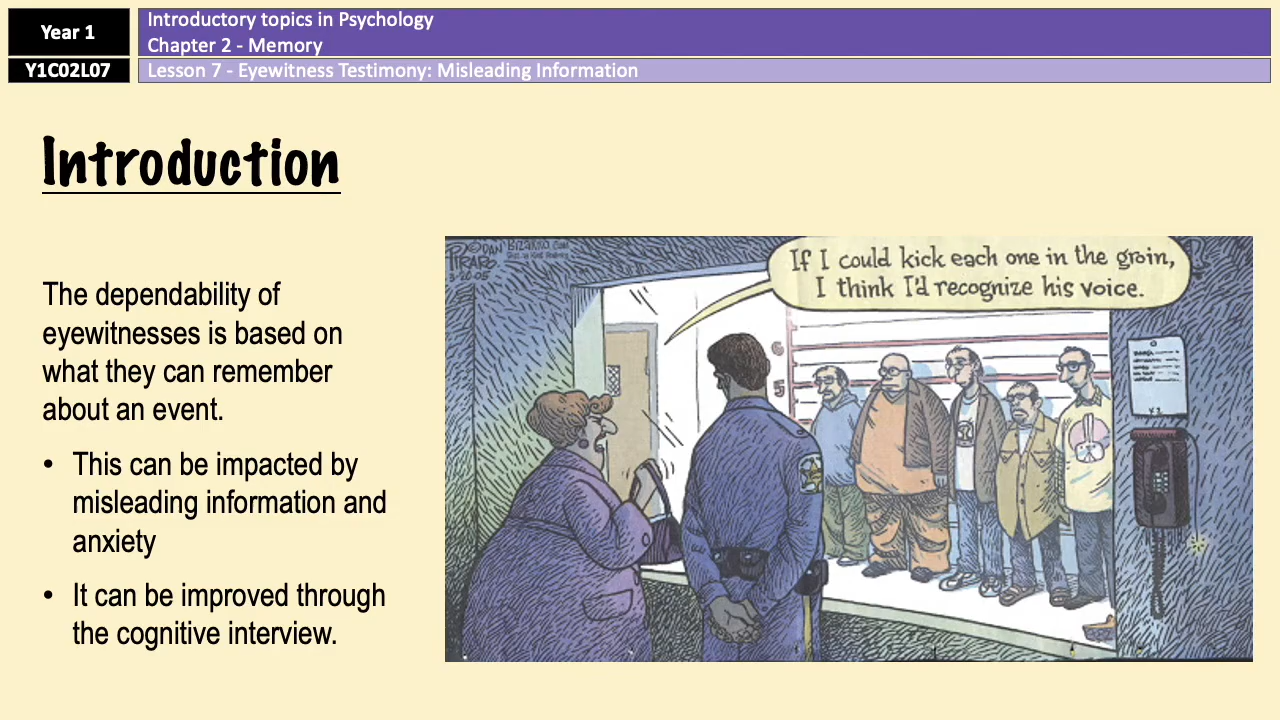 Year 1
Introductory topics in Psychology
Chapter 2 - Memory
Y1C02L07
Lesson 7 - Eyewitness Testimony: Misleading Information
Introduction
The dependability of
eyewitnesses is based on
what they can remember
about an event.
• This can be impacted by
misleading information and
anxiety
• It can be improved through
the cognitive interview.
©DAN BIZARRO.COM
PIRARO
If I could kick each one in the groin,
I think I'd recognize his voice.
6
5